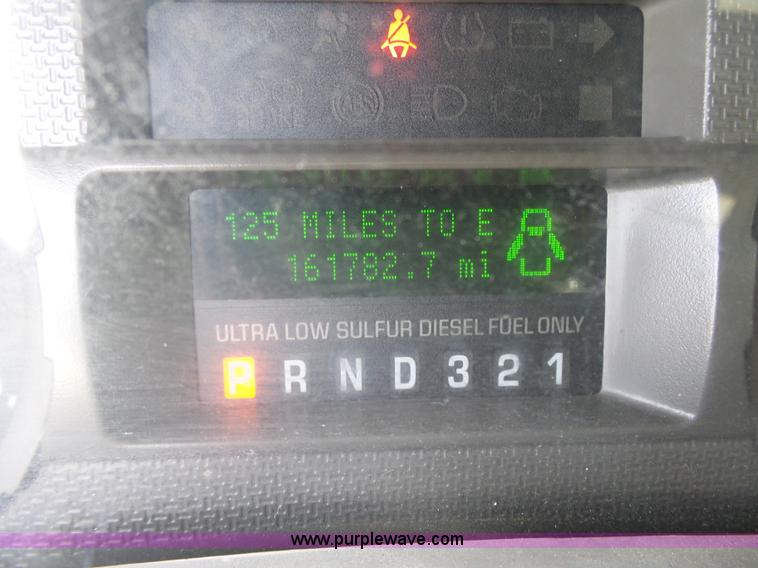 125 MILES TO E
161782.7 mi
ULTRA LOW SULFUR DIESEL FUEL ONLY
P R N D 3 2 1
www.purplewave.com